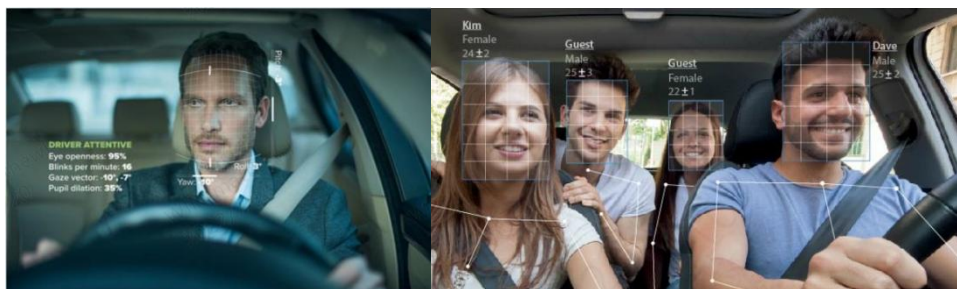 DRIVER ATTENTIVE
Eye openness: 95%
Blinks per minute: 16
Gaze vector: -10°, -7°
Pupil dilation: 35%
Yaw: -10°
Kim
Female
24±2
Guest
Male
25±3
Guest
Female
22±1
Dave
Male
25±2